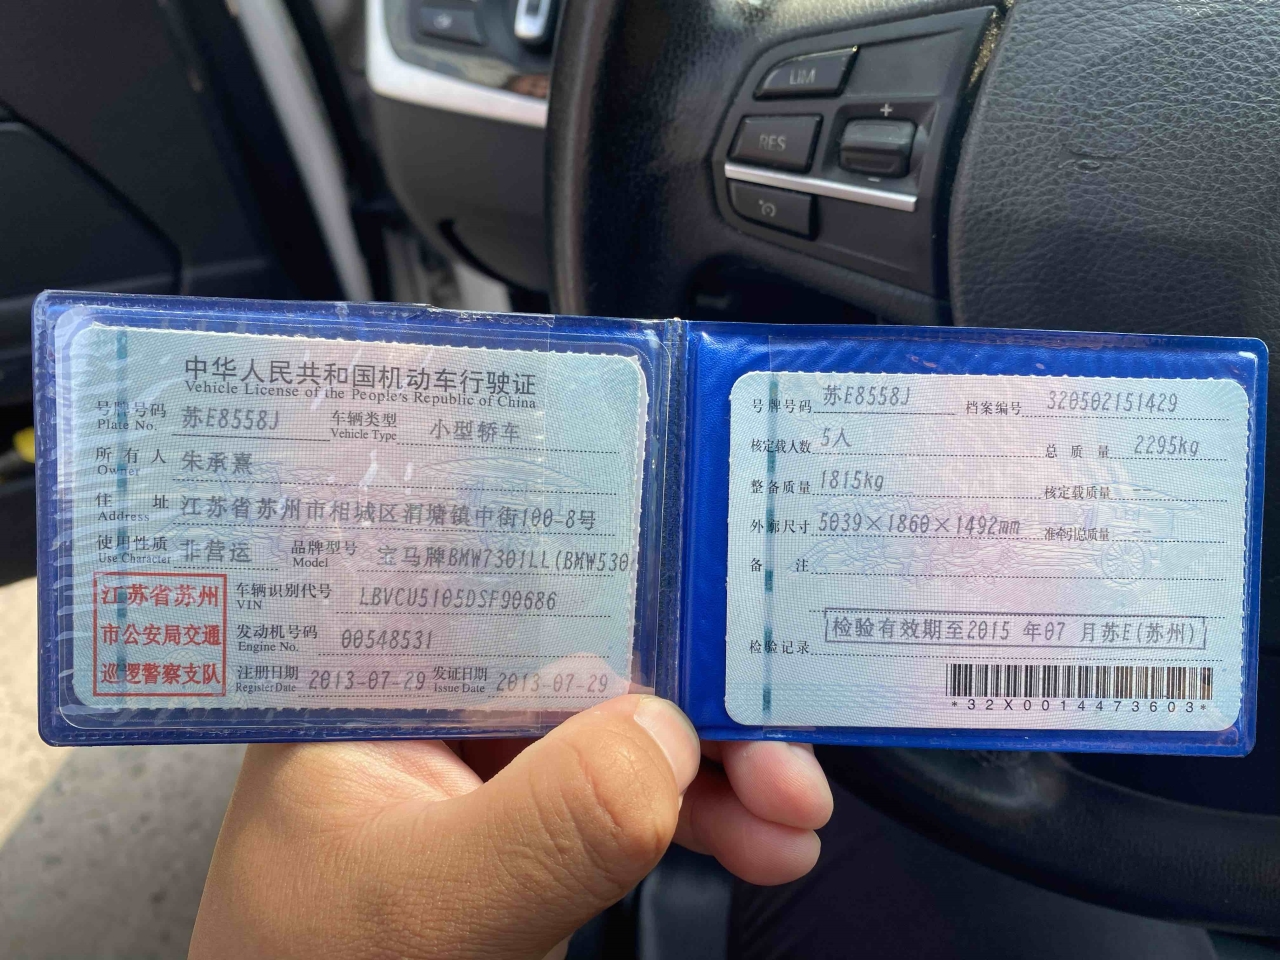 LIM
+
RES
-
中华人民共和国机动车行驶证
Vehicle License of the People's Republic of China
号牌号码 苏E8558J 车辆类型 小型轿车
Plate No. Vehicle Type
所有人 朱承熹
Owner
住址 江苏省苏州市相城区渭塘镇中街100-8号
Address
使用性质 非营运 品牌型号 宝马牌BMW7301LL(BMW530
Use Character Model
江苏省苏州
市公安局交通
巡逻警察支队
车辆识别代号 LBVCU5105DSF90686
VIN
发动机号码 00548531
Engine No.
注册日期 2013-07-29 发证日期 2013-07-29
Register Date Issue Date
号牌号码 苏E8558J 档案编号 320502151429
核定载人数 5人 总质量 2295kg
整备质量 1815kg 核定载质量 --
外廓尺寸 5039×1860×1492mm 准牵引总质量 --
备注
检验记录 检验有效期至2015 年07 月苏E(苏州)
*32X0014473603*